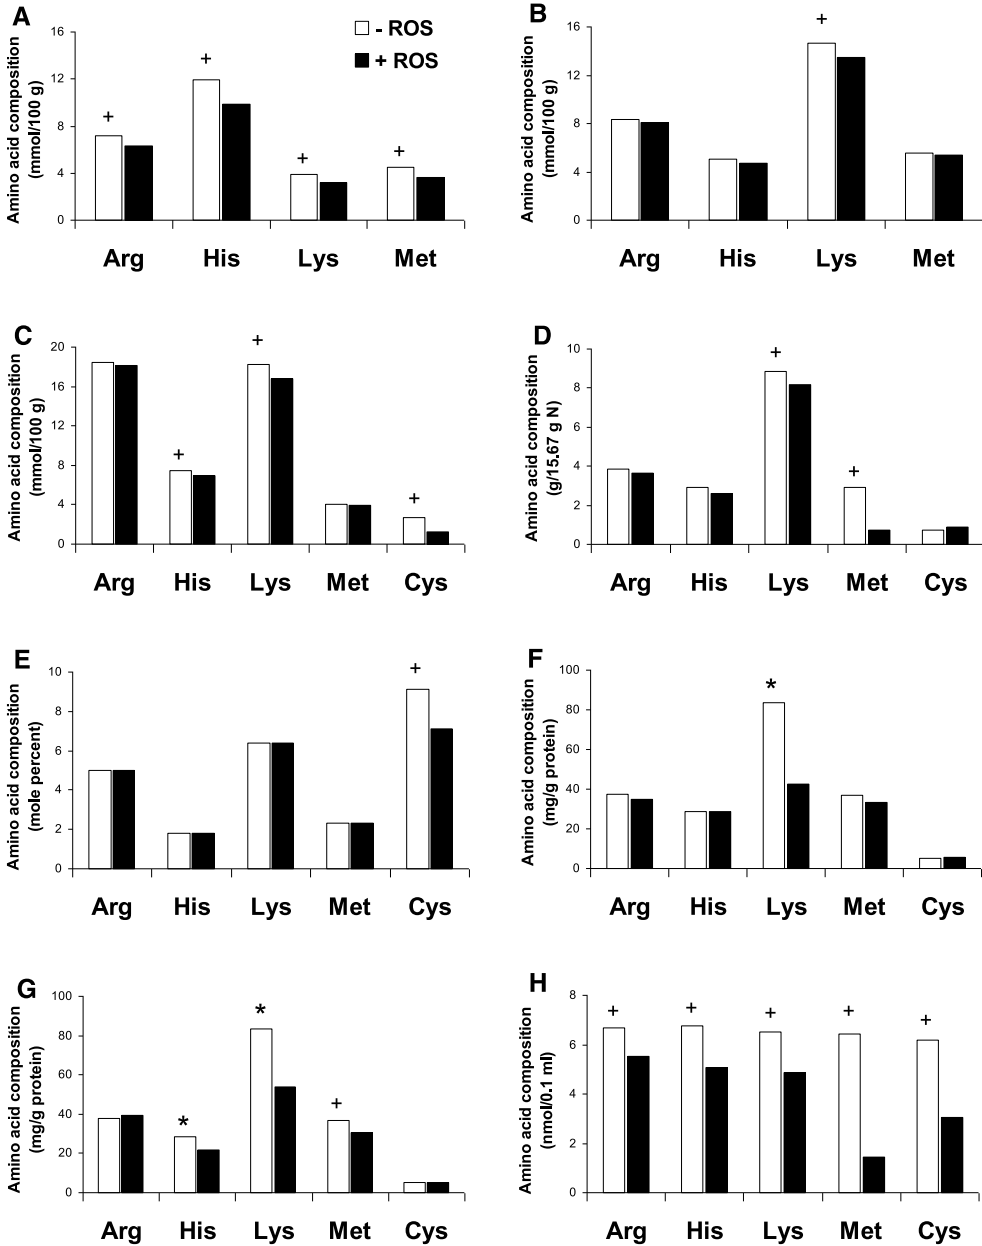 A
Amino acid composition
(mmol/100 g)
16
12
8
4
0
- ROS
+ ROS
+
+
+
+
Arg His Lys Met
B
Amino acid composition
(mmol/100 g)
16
12
8
4
0
+
Arg His Lys Met
C
Amino acid composition
(mmol/100 g)
20
16
12
8
4
0
+
+
+
Arg His Lys Met Cys
D
Amino acid composition
(g/15.67 g N)
10
8
6
4
2
0
+
+
Arg His Lys Met Cys
E
Amino acid composition
(mole percent)
10
8
6
4
2
0
+
Arg His Lys Met Cys
F
Amino acid composition
(mg/g protein)
100
80
60
40
20
0
*
Arg His Lys Met Cys
G
Amino acid composition
(mg/g protein)
100
80
60
40
20
0
*
*
+
Arg His Lys Met Cys
H
Amino acid composition
(nmol/0.1 ml)
8
6
4
2
0
+
+
+
+
+
Arg His Lys Met Cys